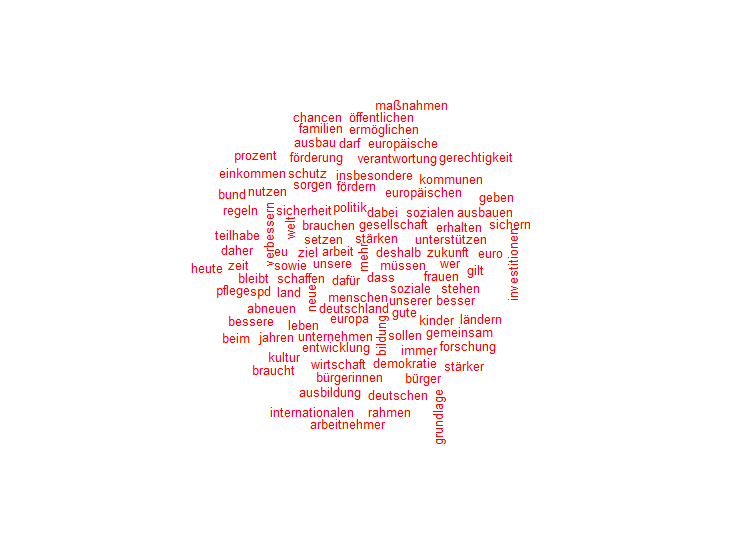 maßnahmen
chancen öffentlichen
familien ermöglichen
ausbau darf europäische
prozent förderung verantwortung gerechtigkeit
einkommen schutz insbesondere kommunen
bund nutzen sorgen fördern europäischen geben
regeln sicherheit politik dabei sozialen ausbauen
verbessern welt brauchen gesellschaft erhalten sichern
teilhabe setzen stärken unterstützen
daher eu ziel arbeit mehr deshalb zukunft euro
heute zeit sowie unsere müssen wer gilt investitionen
bleibt schaffen dafür dass frauen
pflege spd land neue menschen soziale stehen
abneuen deutschland unserer besser
bessere leben europa bildung gute kinder ländern
beim jahren unternehmen sollen gemeinsam
kultur entwicklung immer forschung
braucht wirtschaft demokratie stärker
bürgerinnen bürger
ausbildung deutschen
internationalen rahmen grundlage
arbeitnehmer